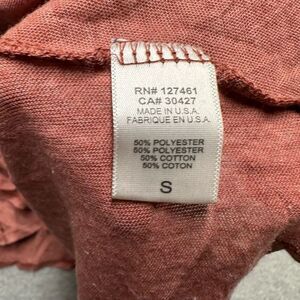 RN# 127461
CA# 30427
MADE IN U.S.A.
FABRIQUE EN U.S.A.
50% POLYESTER
50% POLYESTER
50% COTTON
50% COTON
S